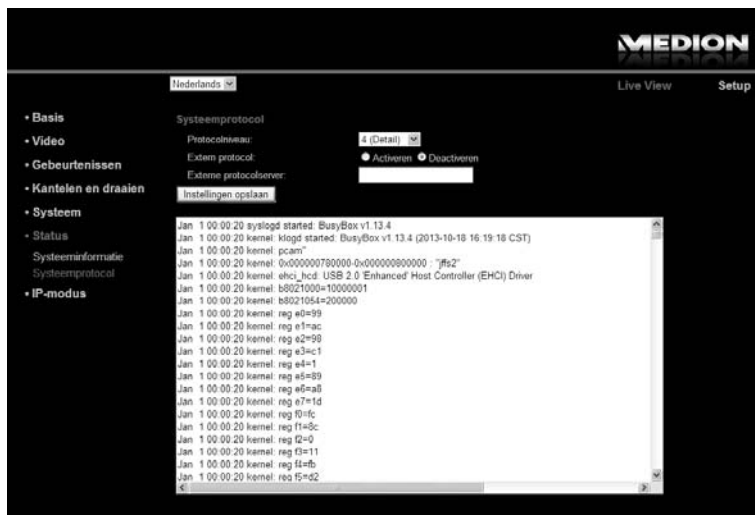 MEDION
Nederlands
Live View
Setup
• Basis
• Video
• Gebeurtenissen
• Kantelen en draaien
• Systeem
• Status
Systeeminformatie
Systeemprotocol
• IP-modus
Systeemprotocol
Protocolniveau:
4 (Detail)
Extern protocol:
Activeren
Deactiveren
Externe protocolserver:
Instellingen opslaan
Jan 1 00:00:20 syslogd started: BusyBox v1.13.4
Jan 1 00:00:20 kernel: klogd started: BusyBox v1.13.4 (2013-10-18 16:19:18 CST)
Jan 1 00:00:20 kernel: pcam"
Jan 1 00:00:20 kernel: 0x000000780000-0x000000800000 : "jffs2"
Jan 1 00:00:20 kernel: ehci_hcd: USB 2.0 'Enhanced' Host Controller (EHCI) Driver
Jan 1 00:00:20 kernel: b8021000=10000001
Jan 1 00:00:20 kernel: b8021054=200000
Jan 1 00:00:20 kernel: reg e0=99
Jan 1 00:00:20 kernel: reg e1=ac
Jan 1 00:00:20 kernel: reg e2=98
Jan 1 00:00:20 kernel: reg e3=c1
Jan 1 00:00:20 kernel: reg e4=1
Jan 1 00:00:20 kernel: reg e5=89
Jan 1 00:00:20 kernel: reg e6=a8
Jan 1 00:00:20 kernel: reg e7=1d
Jan 1 00:00:20 kernel: reg f0=fc
Jan 1 00:00:20 kernel: reg f1=8c
Jan 1 00:00:20 kernel: reg f2=0
Jan 1 00:00:20 kernel: reg f3=11
Jan 1 00:00:20 kernel: reg f4=fb
Jan 1 00:00:20 kernel: reg f5=d2